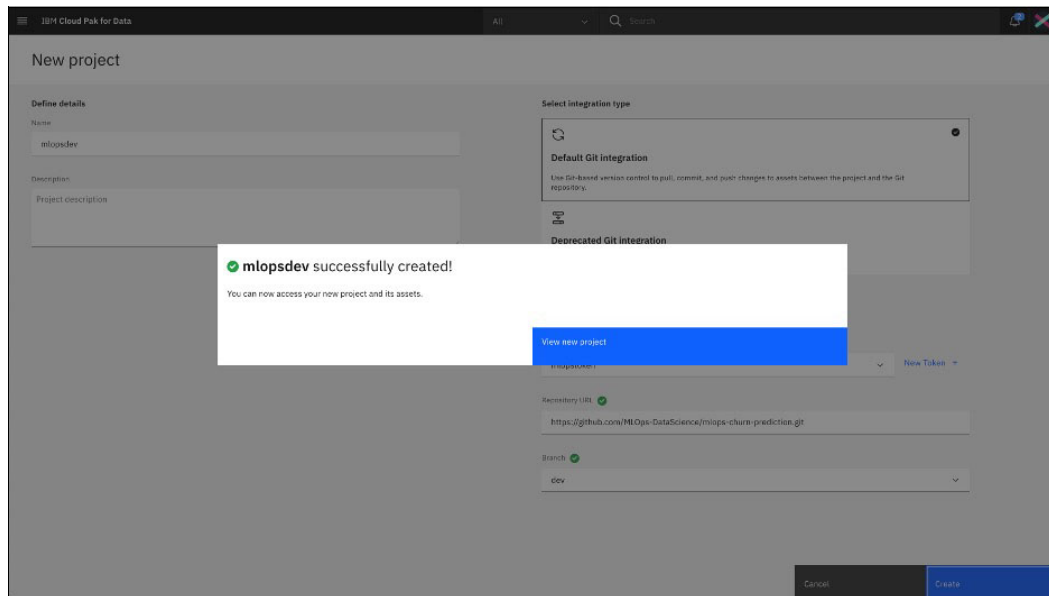 IBM Cloud Pak for Data
All
Search
New project
Define details
Name
mlopsdev
Description
Project description
Select integration type
Default Git integration
Use Git-based version control to pull, commit, and push changes to assets between the project and the Git
repository.
Deprecated Git integration
mlopsdev successfully created!
You can now access your new project and its assets.
View new project
New Token +
Repository URL
https://github.com/MLOps-DataScience/mlops-churn-prediction.git
Branch
dev
Cancel
Create